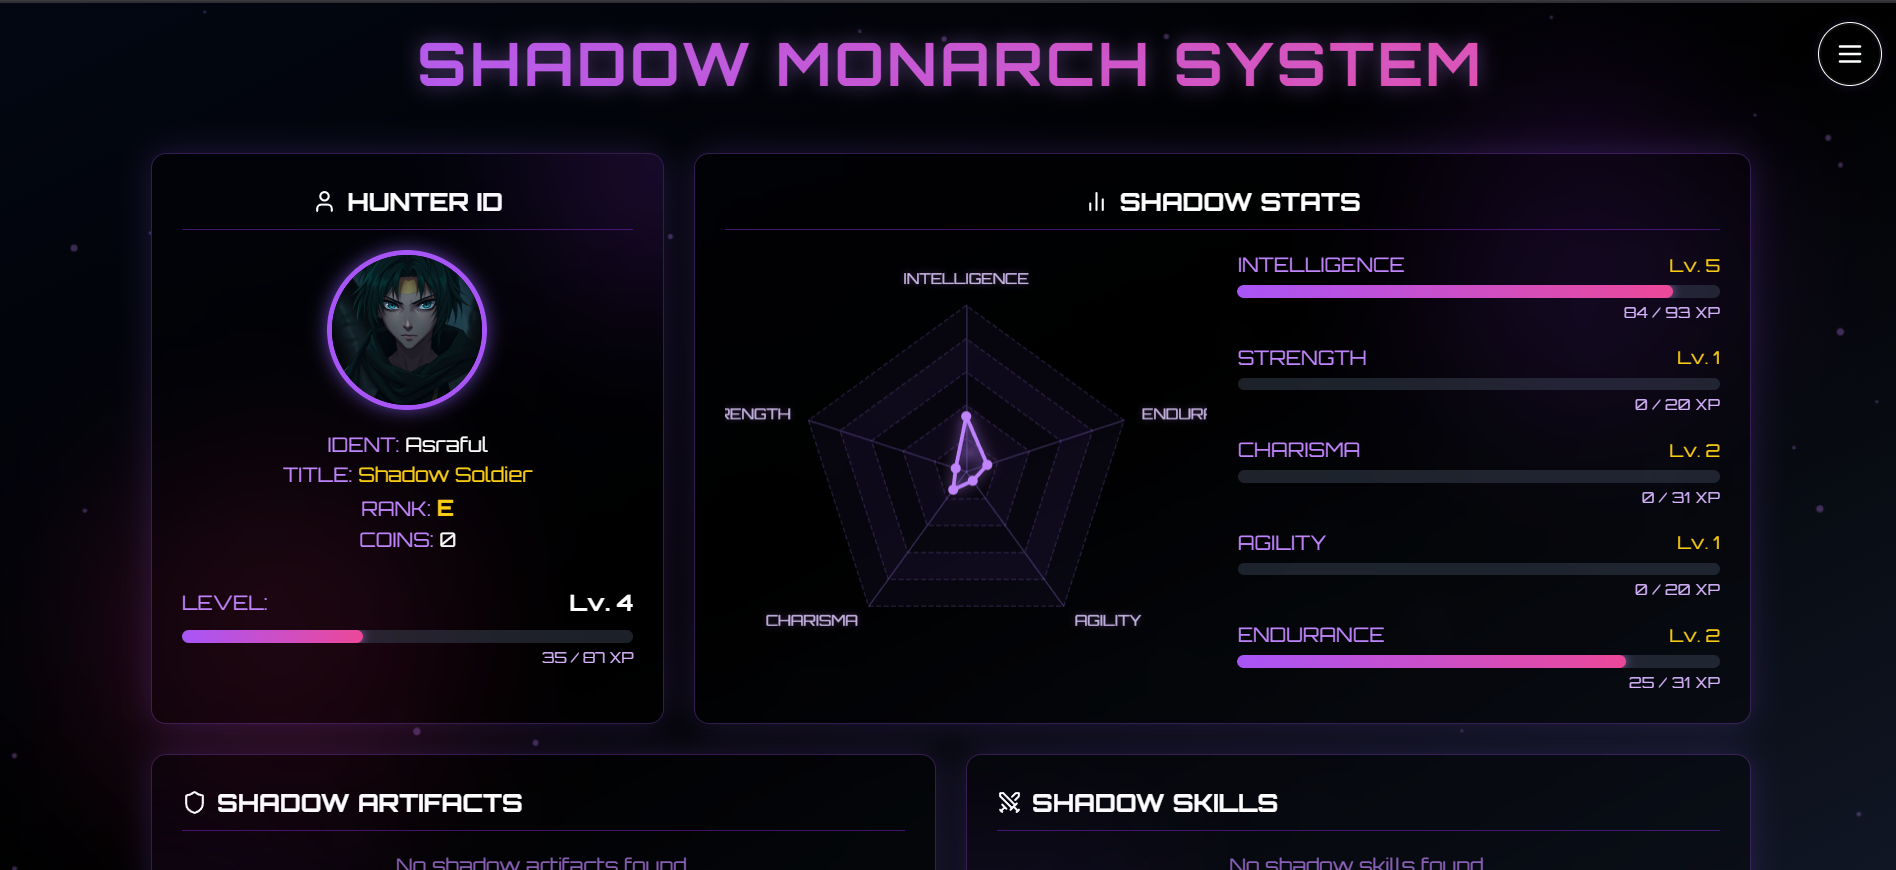 SHADOW MONARCH SYSTEM
HUNTER ID
IDENT: Asraful
TITLE: Shadow Soldier
RANK: E
COINS: 0
LEVEL: Lv. 4
35 / 87 XP
SHADOW STATS
INTELLIGENCE
RENGTH
ENDUR
CHARISMA
AGILITY
INTELLIGENCE Lv. 5
84 / 93 XP
STRENGTH Lv. 1
0 / 20 XP
CHARISMA Lv. 2
0 / 31 XP
AGILITY Lv. 1
0 / 20 XP
ENDURANCE Lv. 2
25 / 31 XP
SHADOW ARTIFACTS
No shadow artifacts found
SHADOW SKILLS
No shadow skills found